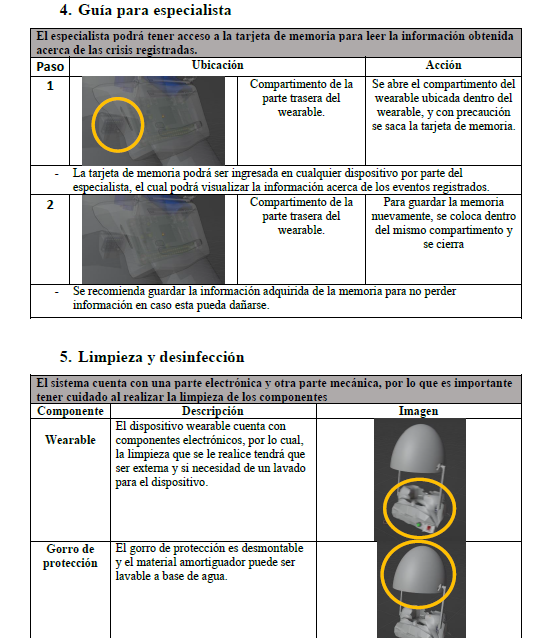 4. Guía para especialista
El especialista podrá tener acceso a la tarjeta de memoria para leer la información obtenida
acerca de las crisis registradas.
Paso Ubicación Acción
1
Compartimento de la
parte trasera del
wearable.
Se abre el compartimento del
wearable ubicada dentro del
wearable, y con precaución
se saca la tarjeta de memoria.
- La tarjeta de memoria podrá ser ingresada en cualquier dispositivo por parte del
especialista, el cual podrá visualizar la información acerca de los eventos registrados.
2
Compartimento de la
parte trasera del
wearable.
Para guardar la memoria
nuevamente, se coloca dentro
del mismo compartimento y
se cierra
- Se recomienda guardar la información adquirida de la memoria para no perder
información en caso esta pueda dañarse.
5. Limpieza y desinfección
El sistema cuenta con una parte electrónica y otra parte mecánica, por lo que es importante
tener cuidado al realizar la limpieza de los componentes
Componente Descripción Imagen
Wearable
El dispositivo wearable cuenta con
componentes electrónicos, por lo cual,
la limpieza que se le realice tendrá que
ser externa y si necesidad de un lavado
para el dispositivo.
Gorro de
protección
El gorro de protección es desmontable
y el material amortiguador puede ser
lavable a base de agua.